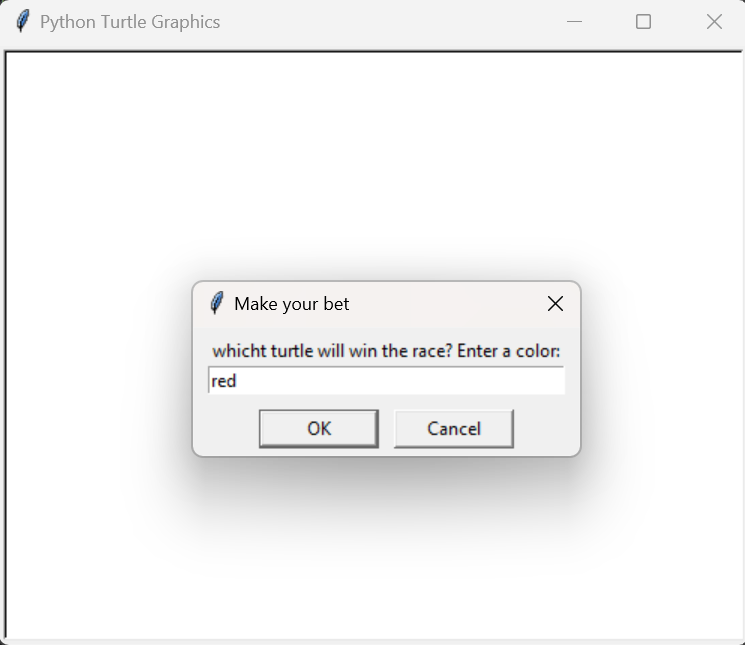 Python Turtle Graphics
Make your bet
whicht turtle will win the race? Enter a color:
red
OK
Cancel